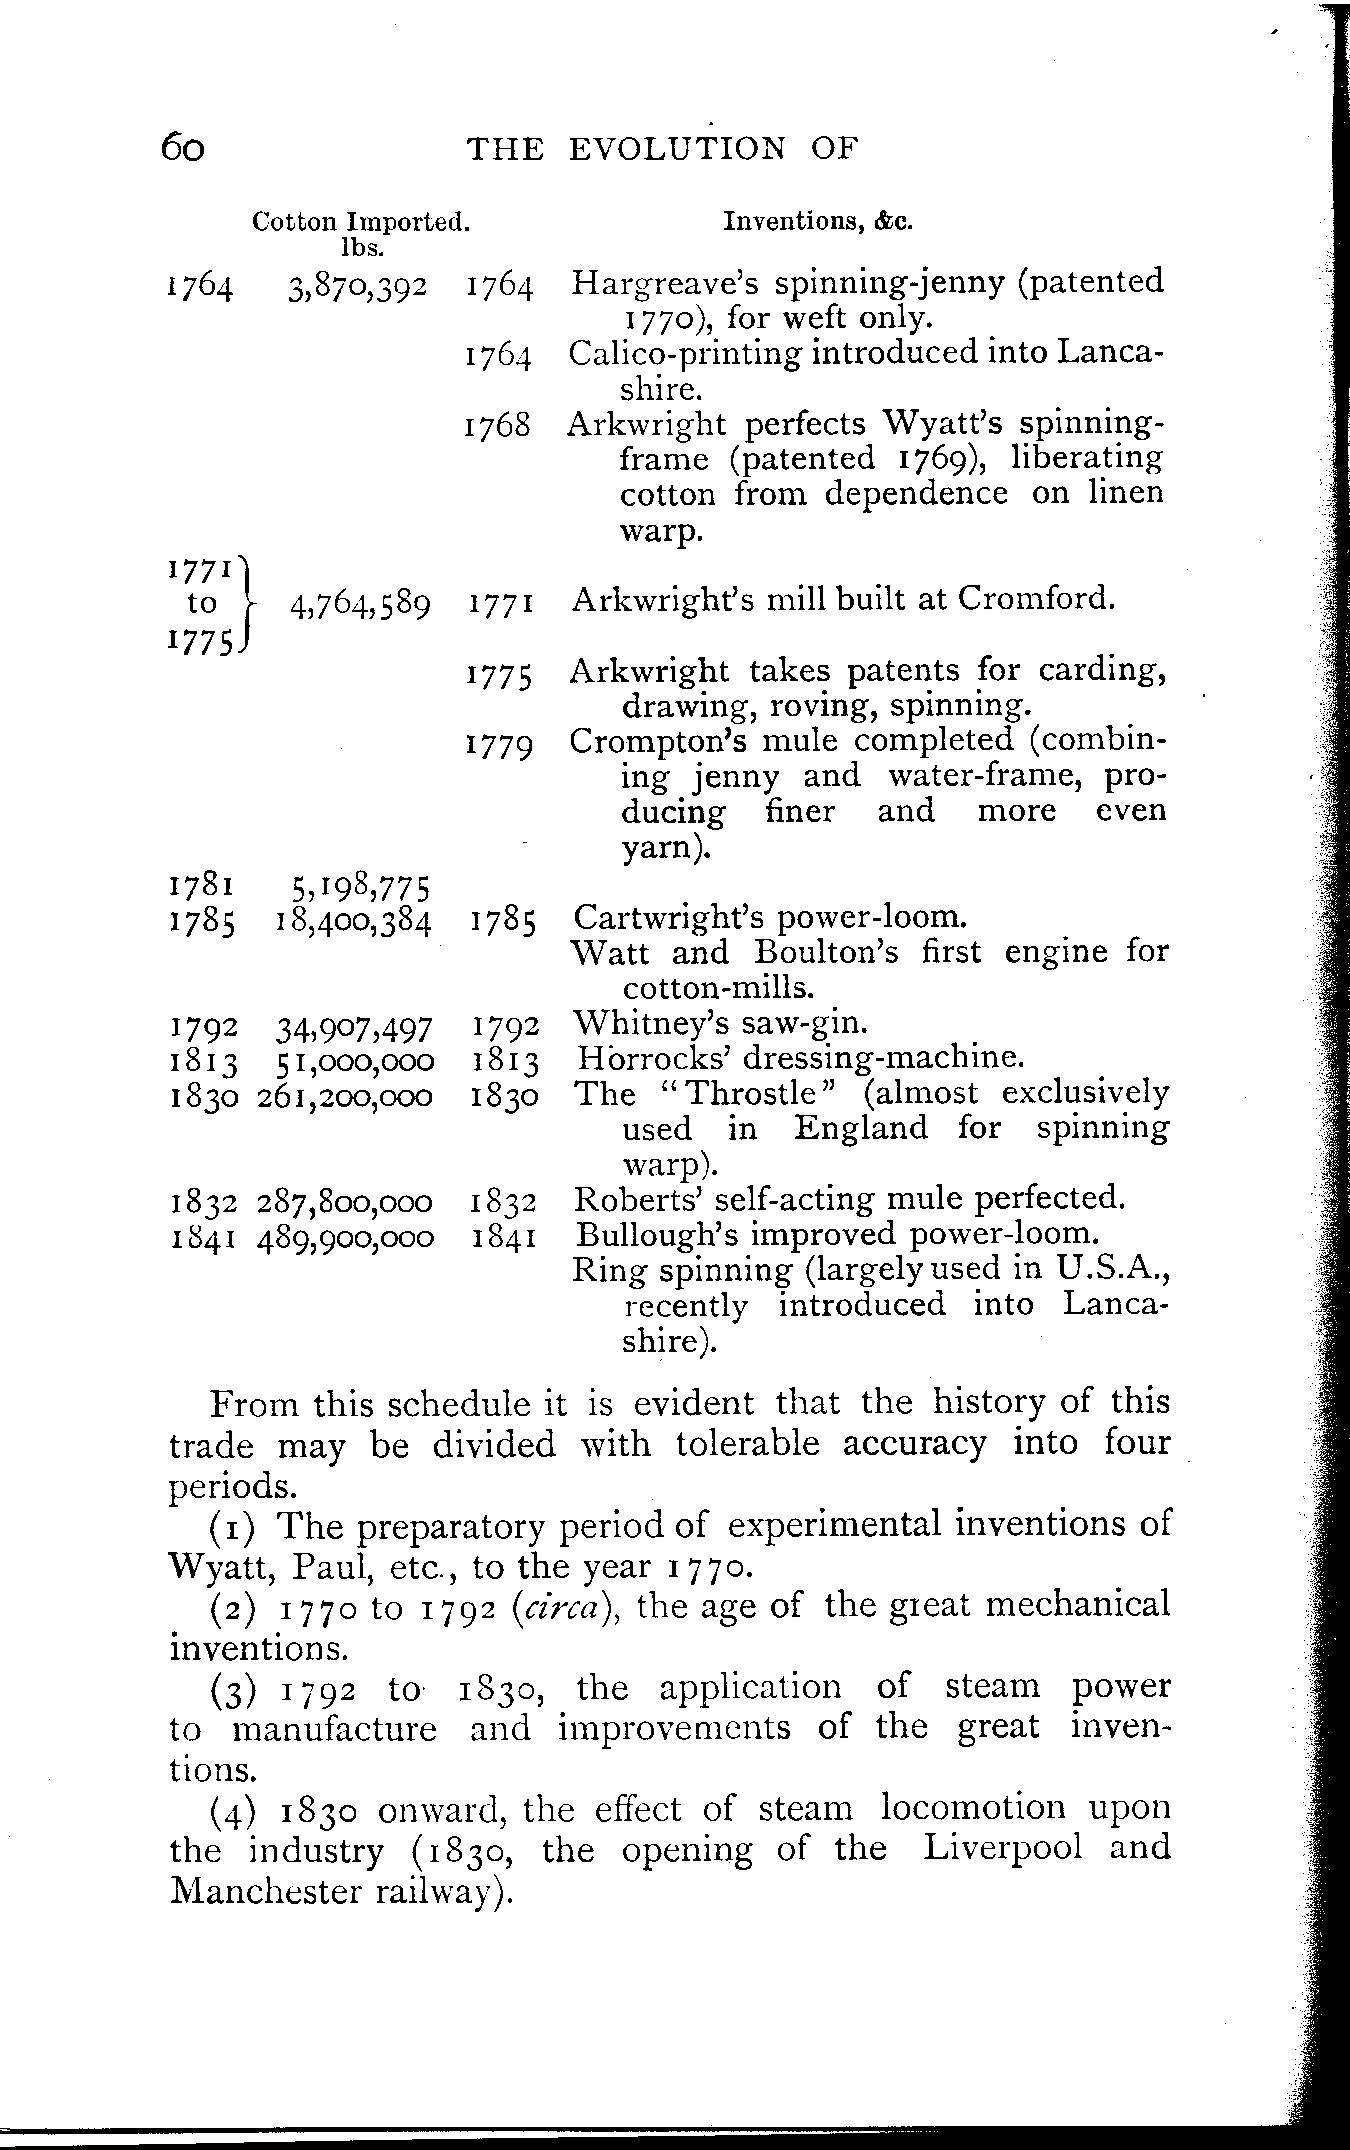 60 THE EVOLUTION OF
Cotton Imported. Inventions, &c.
lbs.
1764 3,870,392 1764 Hargreave's spinning-jenny (patented
1770), for weft only.
1764 Calico-printing introduced into Lanca-
shire.
1768 Arkwright perfects Wyatt's spinning-
frame (patented 1769), liberating
cotton from dependence on linen
warp.
1771
to } 4,764,589 1771 Arkwright's mill built at Cromford.
1775
1775 Arkwright takes patents for carding,
drawing, roving, spinning.
1779 Crompton's mule completed (combin-
ing jenny and water-frame, pro-
ducing finer and more even
yarn).
1781 5,198,775
1785 18,400,384 1785 Cartwright's power-loom.
Watt and Boulton's first engine for
cotton-mills.
1792 34,907,497 1792 Whitney's saw-gin.
1813 51,000,000 1813 Horrocks' dressing-machine.
1830 261,200,000 1830 The "Throstle" (almost exclusively
used in England for spinning
warp).
1832 287,800,000 1832 Roberts' self-acting mule perfected.
1841 489,900,000 1841 Bullough's improved power-loom.
Ring spinning (largely used in U.S.A.,
recently introduced into Lanca-
shire).
From this schedule it is evident that the history of this
trade may be divided with tolerable accuracy into four
periods.
(1) The preparatory period of experimental inventions of
Wyatt, Paul, etc., to the year 1770.
(2) 1770 to 1792 (circa), the age of the great mechanical
inventions.
(3) 1792 to 1830, the application of steam power
to manufacture and improvements of the great inven-
tions.
(4) 1830 onward, the effect of steam locomotion upon
the industry (1830, the opening of the Liverpool and
Manchester railway).